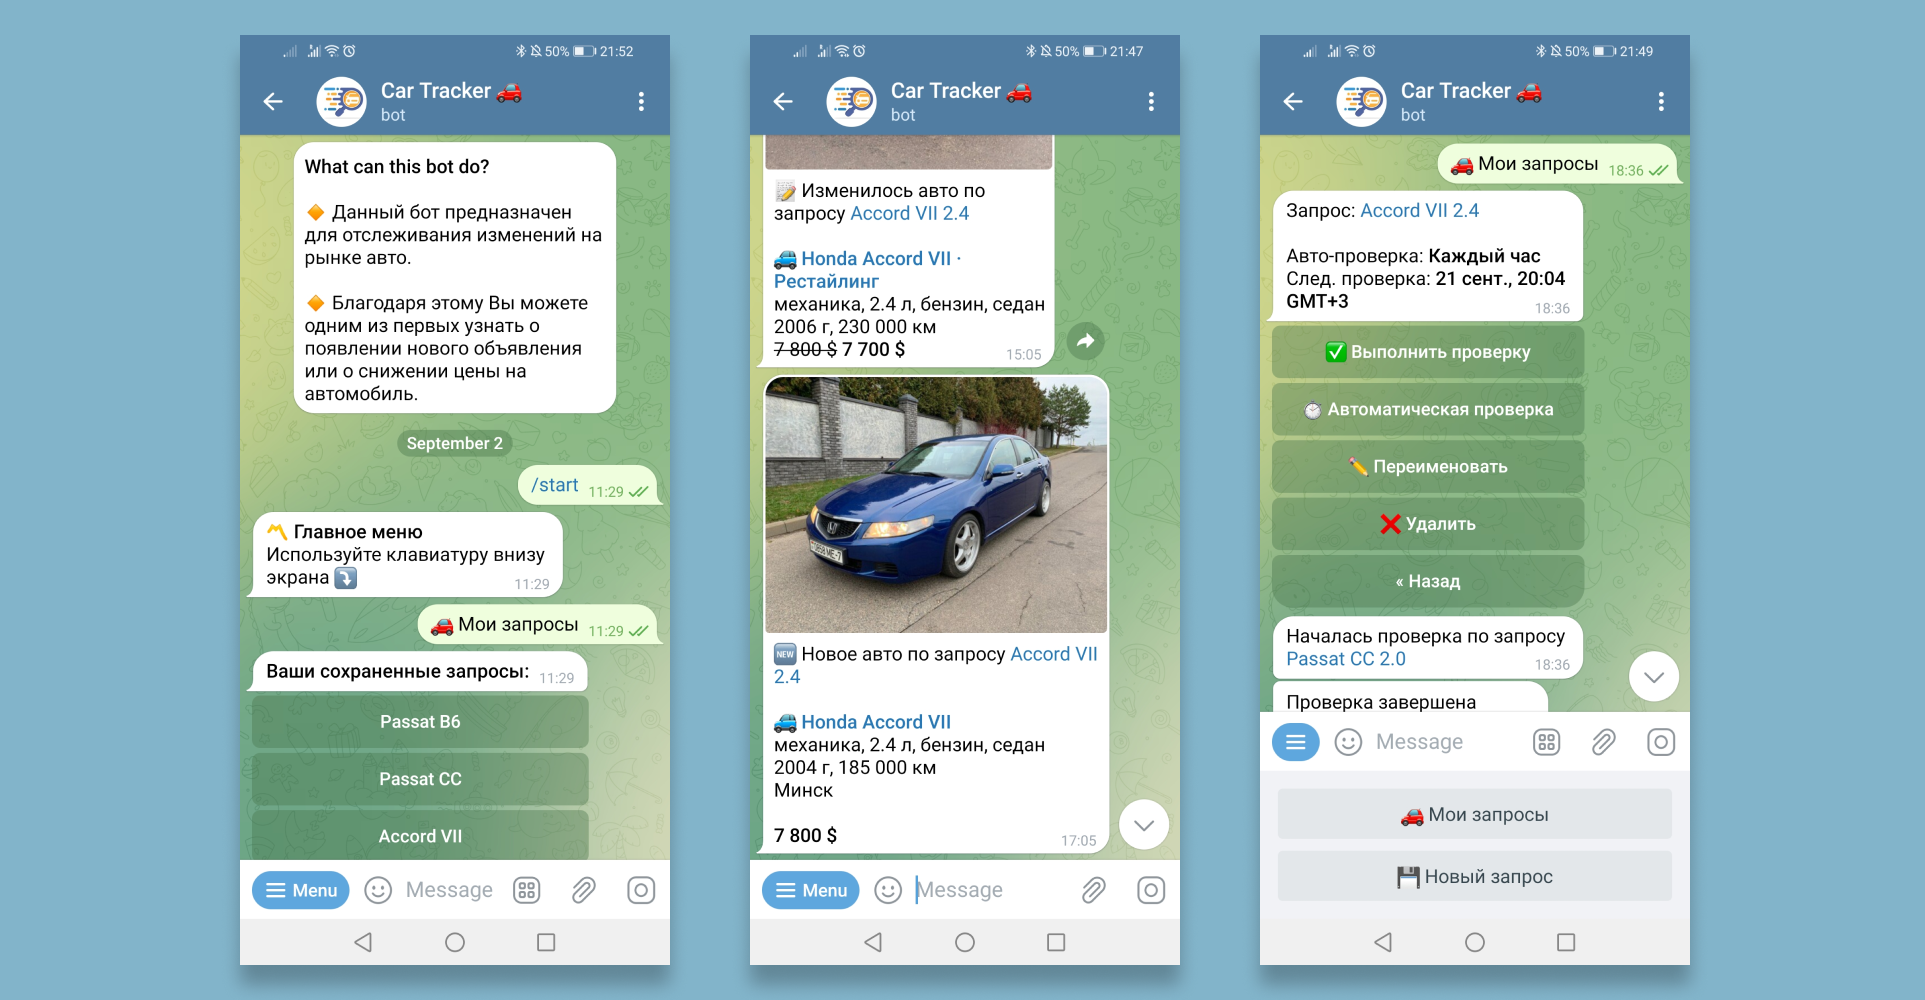 50% 21:52
Car Tracker
bot
What can this bot do?
Данный бот предназначен
для отслеживания изменений на
рынке авто.
Благодаря этому Вы можете
одним из первых узнать о
появлении нового объявления
или о снижении цены на
автомобиль.
September 2
/start 11:29
Главное меню
Используйте клавиатуру внизу
экрана 11:29
Мои запросы 11:29
Ваши сохраненные запросы: 11:29
Passat B6
Passat CC
Accord VII
Menu Message
50% 21:47
Car Tracker
bot
Изменилось авто по
запросу Accord VII 2.4
Honda Accord VII ·
Рестайлинг
механика, 2.4 л, бензин, седан
2006 г, 230 000 км
7 800 $ 7 700 $ 15:05
NEW Новое авто по запросу Accord VII
2.4
Honda Accord VII
механика, 2.4 л, бензин, седан
2004 г, 185 000 км
Минск
7 800 $ 17:05
Menu Message
50% 21:49
Car Tracker
bot
Мои запросы 18:36
Запрос: Accord VII 2.4
Авто-проверка: Каждый час
След. проверка: 21 сент., 20:04
GMT+3 18:36
Выполнить проверку
Автоматическая проверка
Переименовать
Удалить
« Назад
Началась проверка по запросу
Passat CC 2.0 18:36
Проверка завершена
Message
Мои запросы
Новый запрос